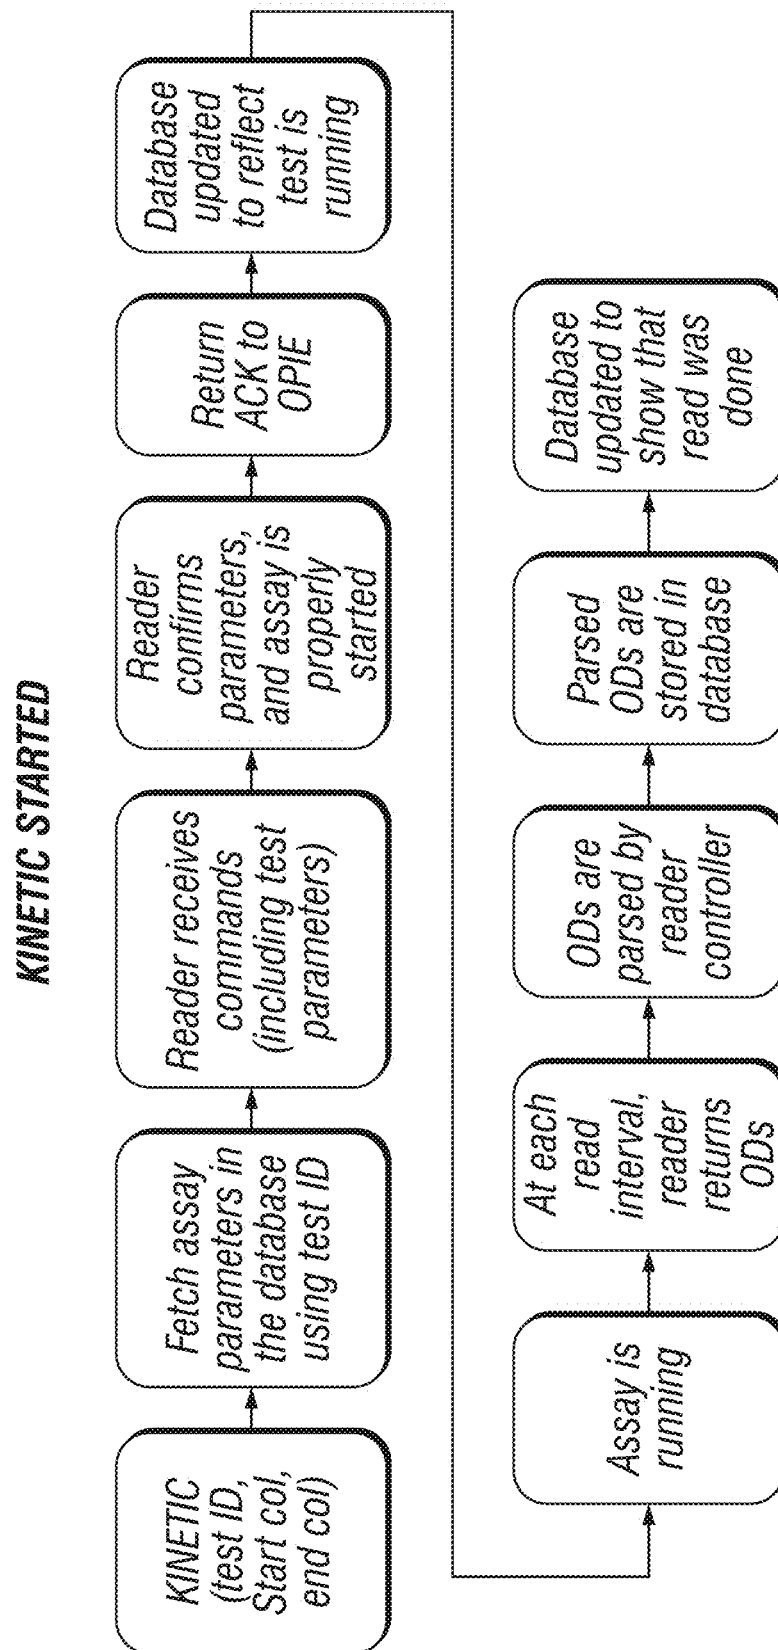 KINETIC STARTED
KINETIC
(test ID,
Start col,
end col)
Fetch assay
parameters in
the database
using test ID
Reader receives
commands
(including test
parameters)
Reader
confirms
parameters,
and assay is
properly
started
Return
ACK to
OPIE
Database
updated
to reflect
test is
running
Assay is
running
At each
read
interval,
reader
returns
ODs
ODs are
parsed by
reader
controller
Parsed
ODs are
stored in
database
Database
updated to
show that
read was
done